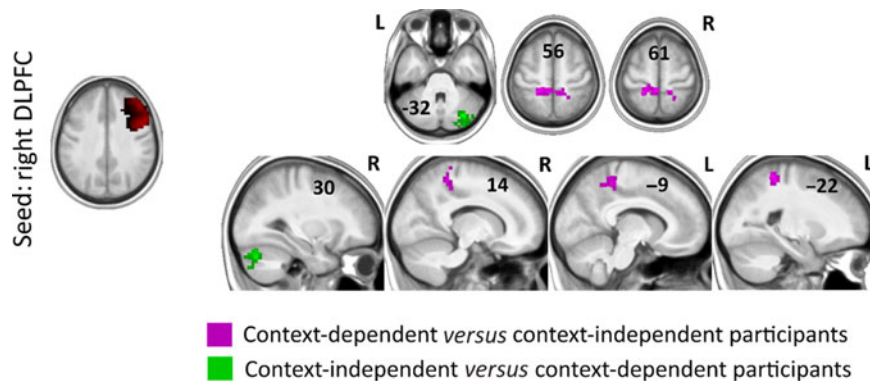 Seed: right DLPFC
L
R
-32
56
61
R
R
L
L
30
14
–9
–22
Context-dependent versus context-independent participants
Context-independent versus context-dependent participants